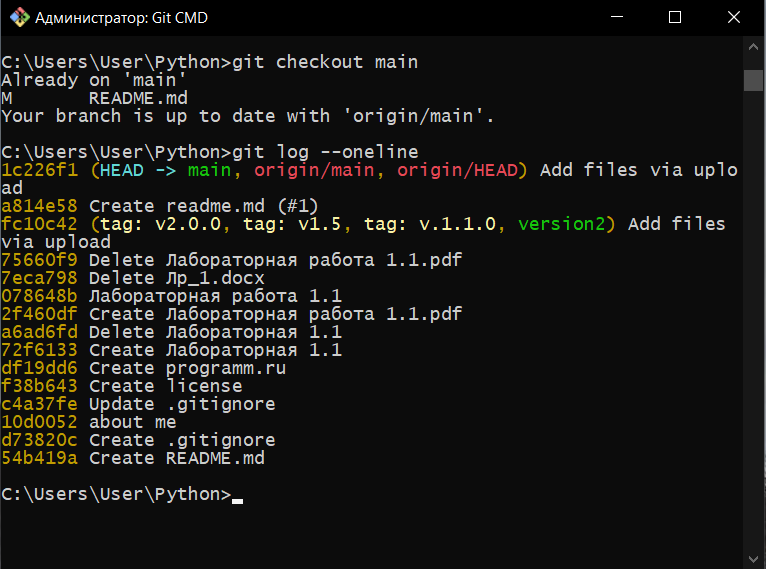 Администратор: Git CMD
C:\Users\User\Python>git checkout main
Already on 'main'
M       README.md
Your branch is up to date with 'origin/main'.
C:\Users\User\Python>git log --oneline
1c226f1 (HEAD -> main, origin/main, origin/HEAD) Add files via uplo
ad
a814e58 Create readme.md (#1)
fc10c42 (tag: v2.0.0, tag: v1.5, tag: v.1.1.0, version2) Add files
via upload
75660f9 Delete Лабораторная работа 1.1.pdf
7eca798 Delete Лр_1.docx
078648b Лабораторная работа 1.1
2f460df Create Лабораторная работа 1.1.pdf
a6ad6fd Delete Лабораторная 1.1
72f6133 Create Лабораторная 1.1
df19dd6 Create programm.ru
f38b643 Create license
c4a37fe Update .gitignore
10d0052 about me
d73820c Create .gitignore
54b419a Create README.md
C:\Users\User\Python>